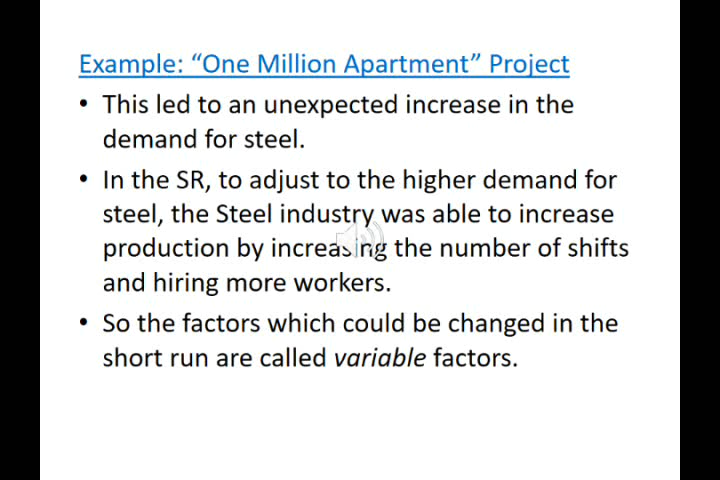 Example: “One Million Apartment” Project
• This led to an unexpected increase in the
demand for steel.
• In the SR, to adjust to the higher demand for
steel, the Steel industry was able to increase
production by increasing the number of shifts
and hiring more workers.
• So the factors which could be changed in the
short run are called variable factors.